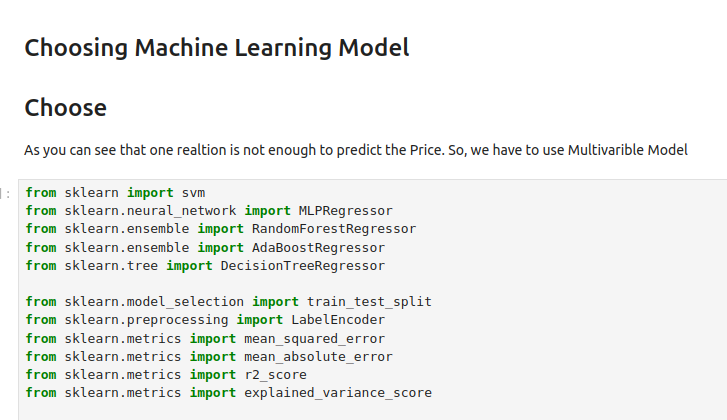 Choosing Machine Learning Model
Choose
As you can see that one realtion is not enough to predict the Price. So, we have to use Multivarible Model
]:
from sklearn import svm
from sklearn.neural_network import MLPRegressor
from sklearn.ensemble import RandomForestRegressor
from sklearn.ensemble import AdaBoostRegressor
from sklearn.tree import DecisionTreeRegressor
from sklearn.model_selection import train_test_split
from sklearn.preprocessing import LabelEncoder
from sklearn.metrics import mean_squared_error
from sklearn.metrics import mean_absolute_error
from sklearn.metrics import r2_score
from sklearn.metrics import explained_variance_score